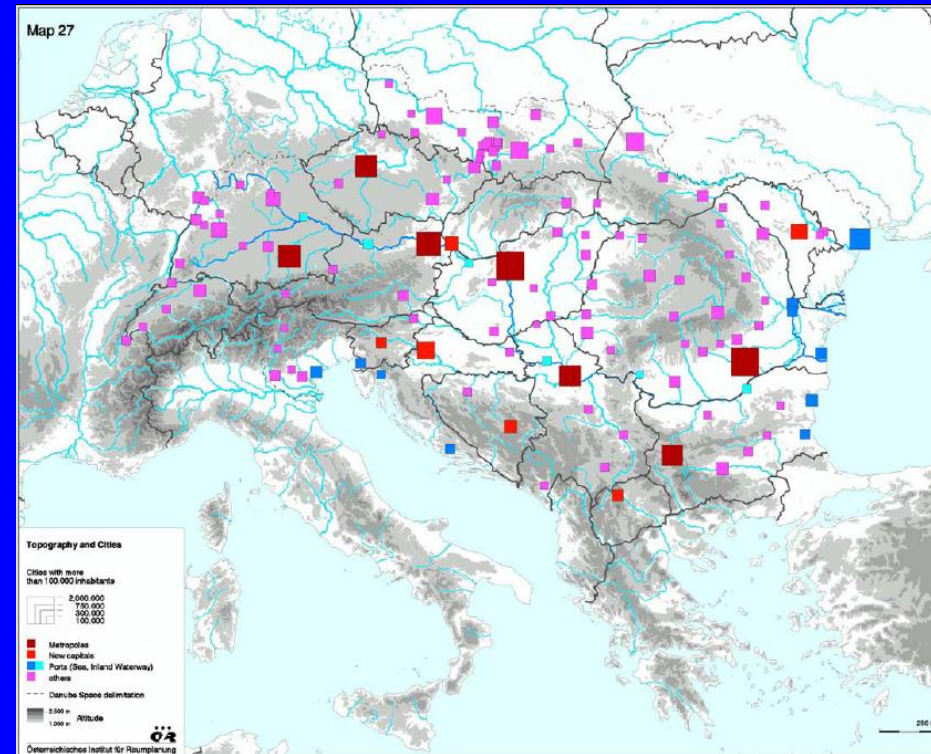 Map 27
Topography and Cities
Cities with more
than 100.000 inhabitants
2.000.000
750.000
300.000
100.000
Metropoles
New capitals
Ports (Sea, Inland Waterway)
others
Danube Space delimitation
2.500 m
Altitude
1.000 m
ÖIR
Österreichisches Institut für Raumplanung
250